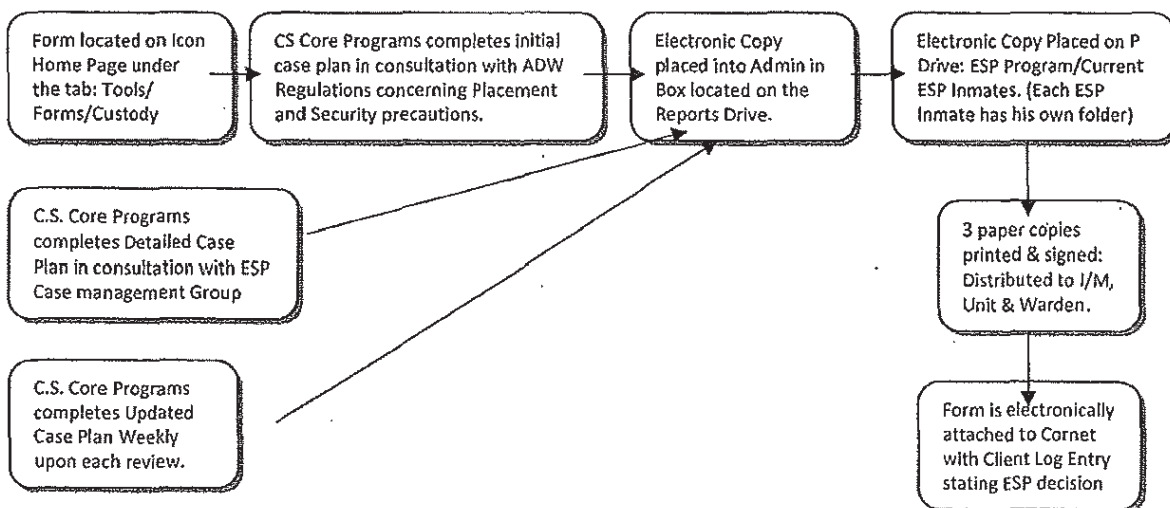 Form located on Icon
Home Page under
the tab: Tools/
Forms/Custody
CS Core Programs completes initial
case plan in consultation with ADW
Regulations concerning Placement
and Security precautions.
Electronic Copy
placed into Admin in
Box located on the
Reports Drive.
Electronic Copy Placed on P
Drive: ESP Program/Current
ESP Inmates. (Each ESP
Inmate has his own folder)
C.S. Core Programs
completes Detailed Case
Plan in consultation with ESP
Case management Group
3 paper copies
printed & signed:
Distributed to I/M,
Unit & Warden.
C.S. Core Programs
completes Updated
Case Plan Weekly
upon each review.
Form is electronically
attached to Cornet
with Client Log Entry
stating ESP decision